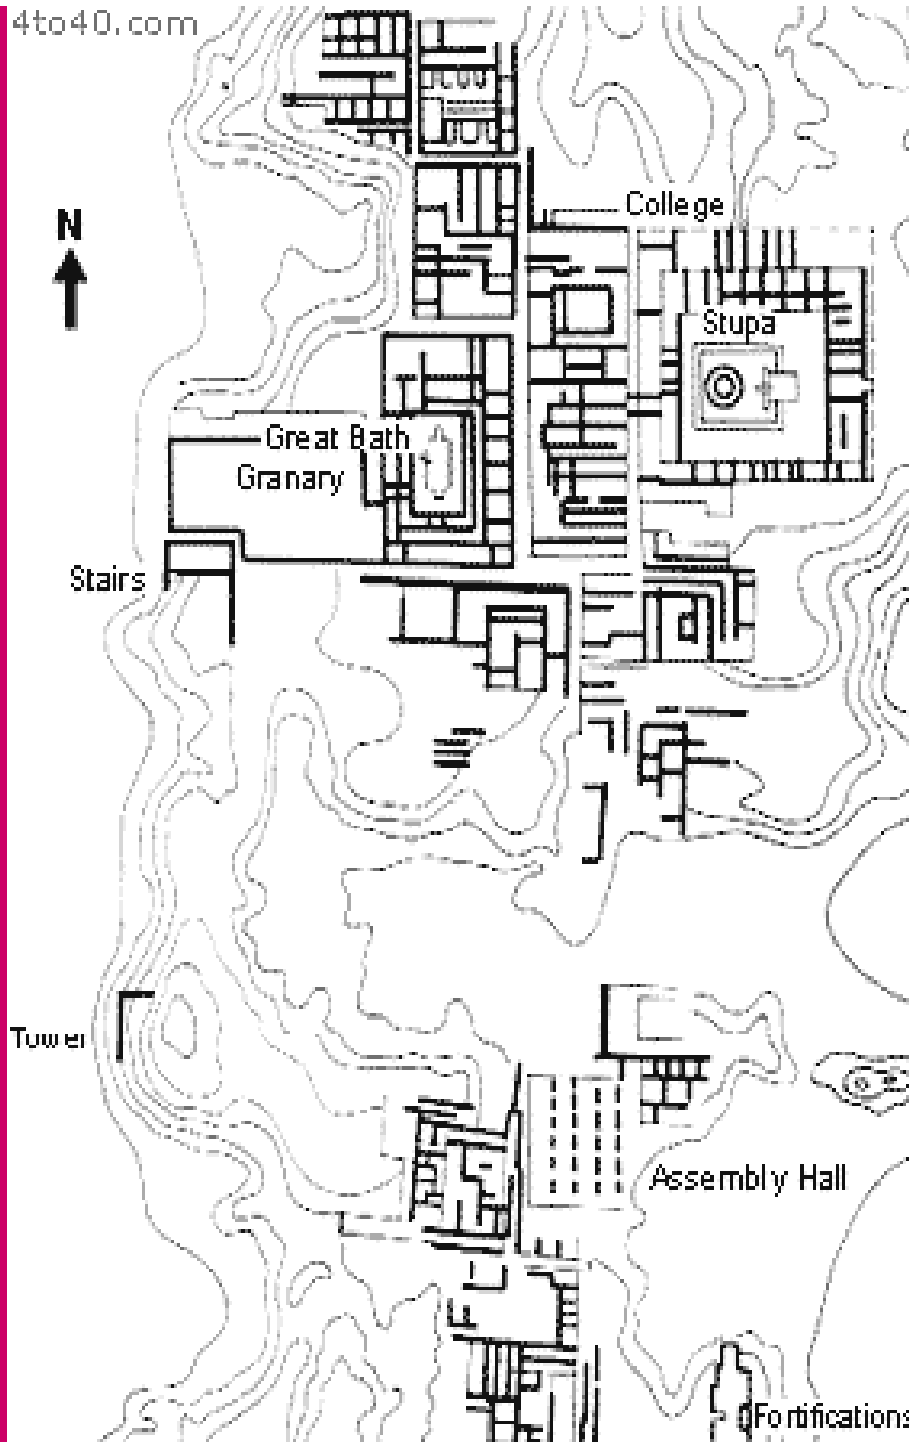 4to40.com
N
College
Stupa
Great Bath
Granary
Stairs
Tower
Assembly Hall
Fortifications